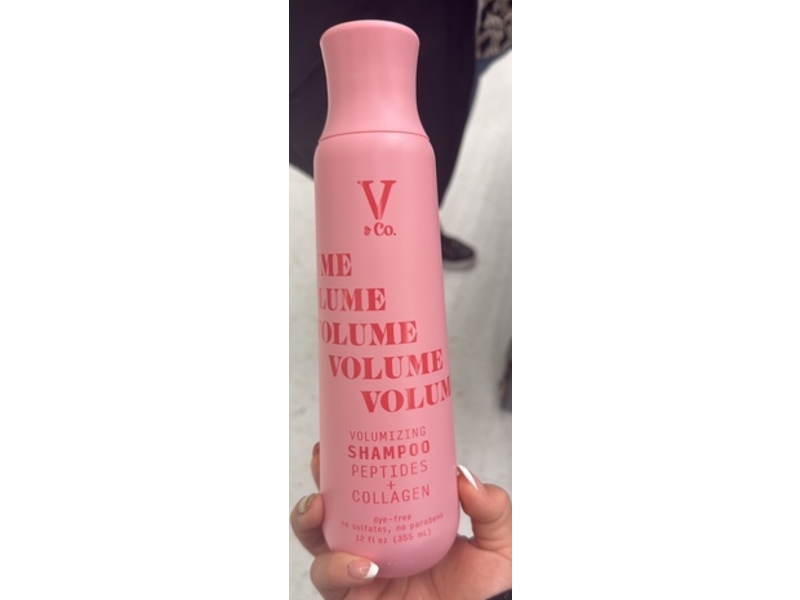 V
& Co.
ME
LUME
OLUME
VOLUME
VOLUM
VOLUMIZING
SHAMPOO
PEPTIDES
+
COLLAGEN
dye-free
no sulfates, no parabens
12 fl oz (355 mL)